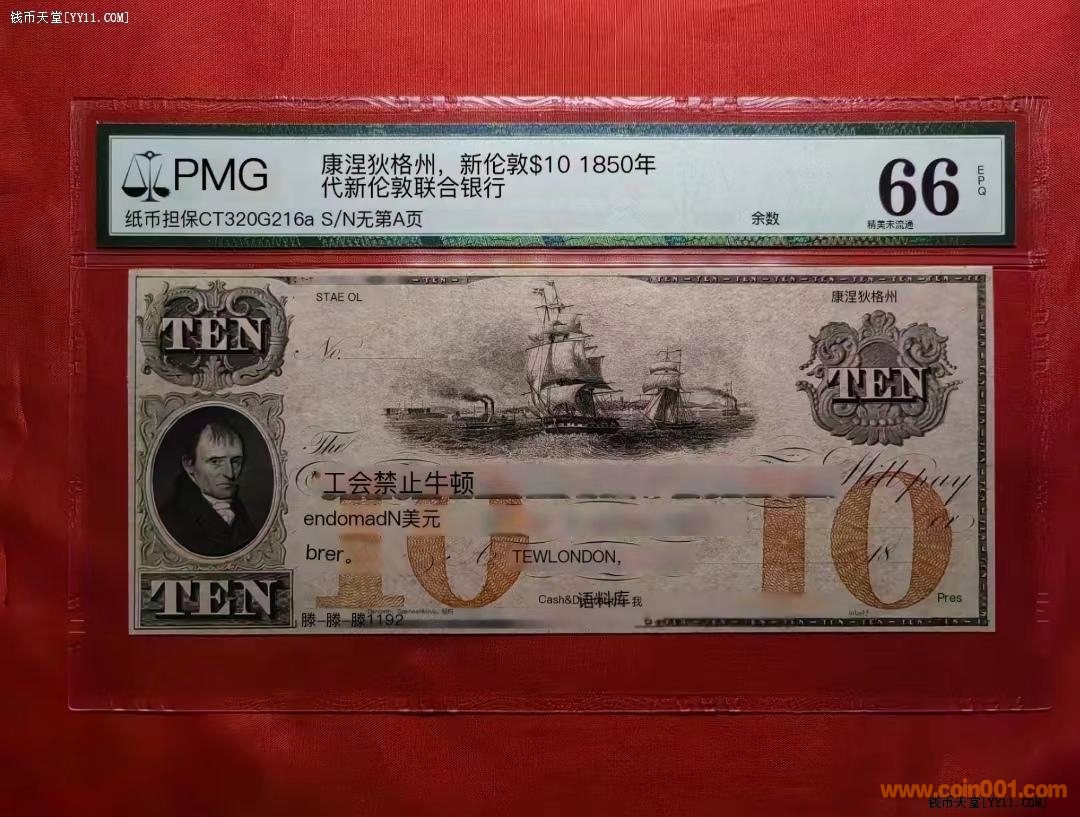 钱币天堂[YY11.COM]
PMG
康涅狄格州，新伦敦$10 1850年
代新伦敦联合银行
纸币担保CT320G216a S/N无第A页
余数
66
EPQ
精美未流通
STAE OL
康涅狄格州
TEN
No.
TEN
The
Will pay
*工会禁止牛顿
endomadN美元
10
10
or
brer。
TEWLONDON,
18
TEN
Cash&D
语料库
我
Pres
滕-滕-滕1192
www.coin001.com
钱币天堂[YY11.COM]